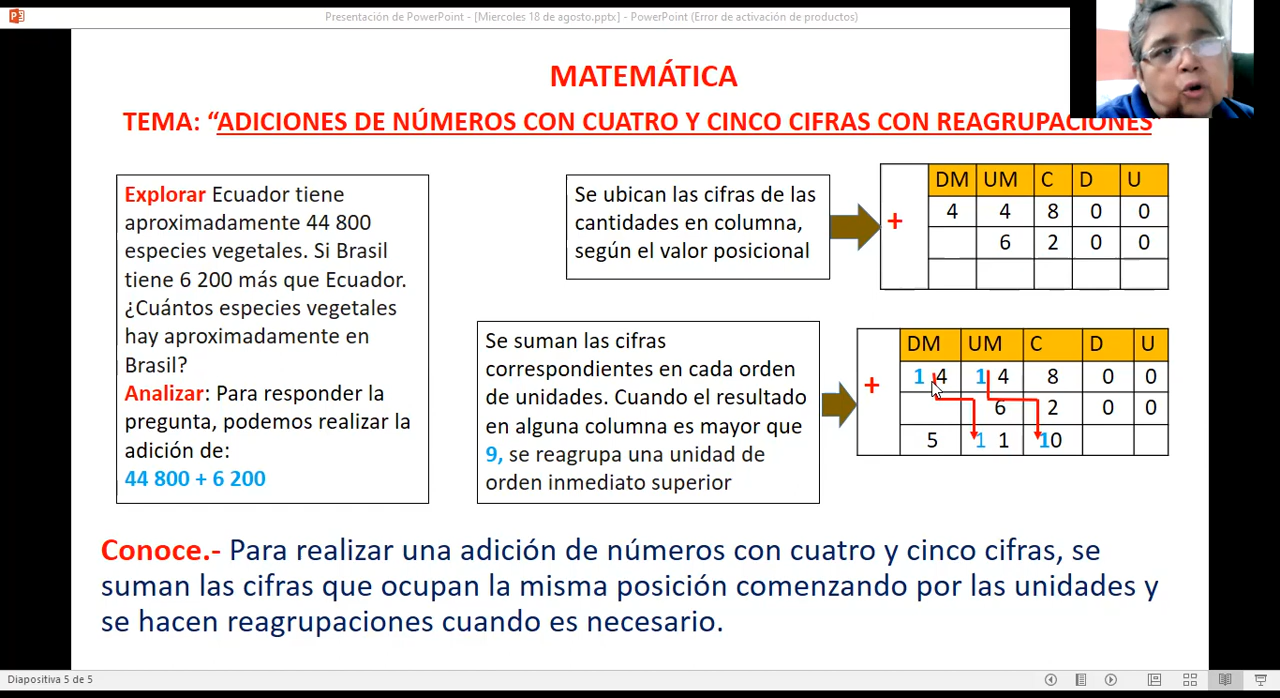 Presentación de PowerPoint - [Miercoles 18 de agosto.pptx] - PowerPoint (Error de activación de productos)
MATEMÁTICA
TEMA: “ADICIONES DE NÚMEROS CON CUATRO Y CINCO CIFRAS CON REAGRUPACIONES
Explorar Ecuador tiene
aproximadamente 44 800
especies vegetales. Si Brasil
tiene 6 200 más que Ecuador.
¿Cuántos especies vegetales
hay aproximadamente en
Brasil?
Analizar: Para responder la
pregunta, podemos realizar la
adición de:
44 800 + 6 200
Se ubican las cifras de las
cantidades en columna,
según el valor posicional
+
DM UM C D U
4 4 8 0 0
6 2 0 0
Se suman las cifras
correspondientes en cada orden
de unidades. Cuando el resultado
en alguna columna es mayor que
9, se reagrupa una unidad de
orden inmediato superior
+
DM UM C D U
1 4 1 4 8 0 0
6 2 0 0
5 1 1 10
Conoce.- Para realizar una adición de números con cuatro y cinco cifras, se
suman las cifras que ocupan la misma posición comenzando por las unidades y
se hacen reagrupaciones cuando es necesario.
Diapositiva 5 de 5